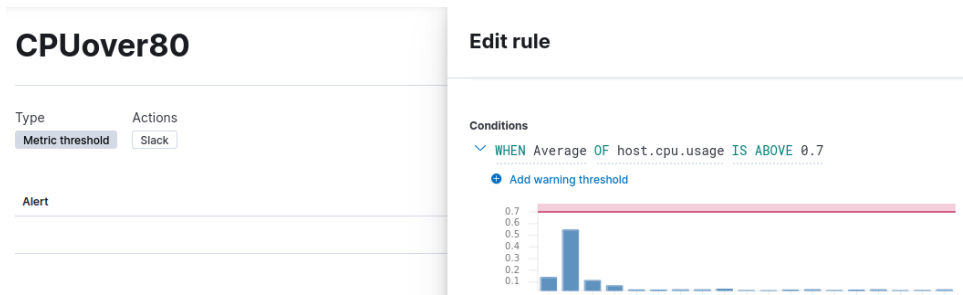 CPUover80
Type
Actions
Metric threshold
Slack
Alert
Edit rule
Conditions
WHEN Average OF host.cpu.usage IS ABOVE 0.7
Add warning threshold
0.7
0.6
0.5
0.4
0.3
0.2
0.1